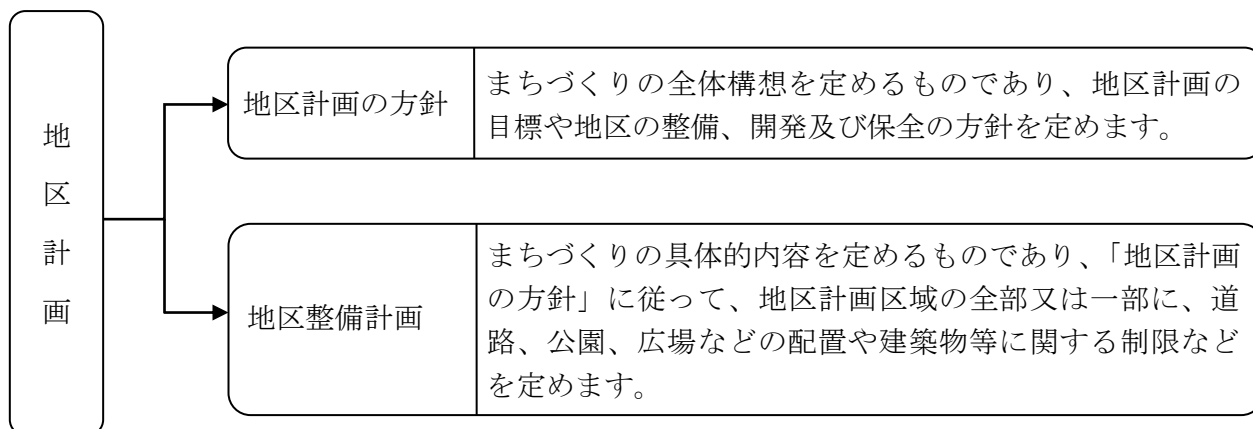 地区計画
地区計画の方針
まちづくりの全体構想を定めるものであり、地区計画の
目標や地区の整備、開発及び保全の方針を定めます。
地区整備計画
まちづくりの具体的内容を定めるものであり、「地区計画
の方針」に従って、地区計画区域の全部又は一部に、道
路、公園、広場などの配置や建築物等に関する制限など
を定めます。